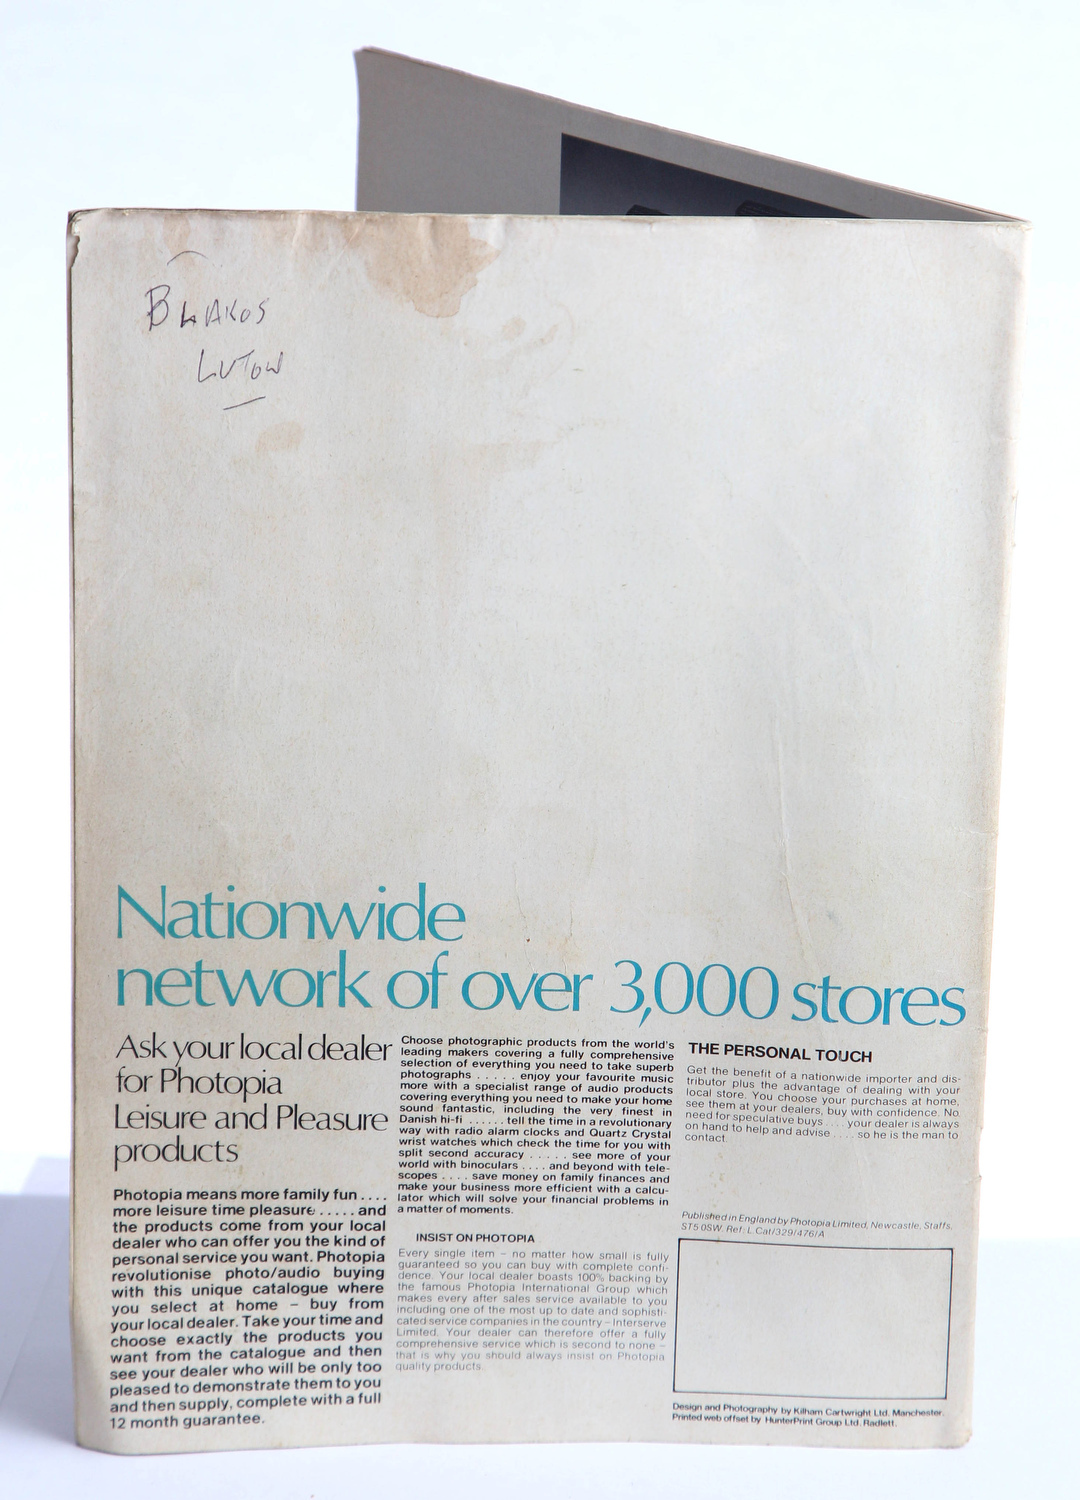 BLAKOS
LUTON
Nationwide
network of over 3,000 stores
Ask your local dealer
for Photopia
Leisure and Pleasure
products
Photopia means more family fun ....
more leisure time pleasure ..... and
the products come from your local
dealer who can offer you the kind of
personal service you want. Photopia
revolutionise photo/audio buying
with this unique catalogue where
you select at home – buy from
your local dealer. Take your time and
choose exactly the products you
want from the catalogue and then
see your dealer who will be only too
pleased to demonstrate them to you
and then supply, complete with a full
12 month guarantee.
Choose photographic products from the world's
leading makers covering a fully comprehensive
selection of everything you need to take superb
photographs ..... enjoy your favourite music
more with a specialist range of audio products
covering everything you need to make your home
sound fantastic, including the very finest in
Danish hi-fi ...... tell the time in a revolutionary
way with radio alarm clocks and Quartz Crystal
wrist watches which check the time for you with
split second accuracy ..... see more of your
world with binoculars .... and beyond with tele-
scopes .... save money on family finances and
make your business more efficient with a calcu-
lator which will solve your financial problems in
a matter of moments.
INSIST ON PHOTOPIA
Every single item – no matter how small is fully
guaranteed so you can buy with complete confi-
dence. Your local dealer boasts 100% backing by
the famous Photopia International Group which
makes every after sales service available to you
including one of the most up to date and sophisti-
cated service companies in the country – Interserve
Limited. Your dealer can therefore offer a fully
comprehensive service which is second to none –
that is why you should always insist on Photopia
quality products.
THE PERSONAL TOUCH
Get the benefit of a nationwide importer and dis-
tributor plus the advantage of dealing with your
local store. You choose your purchases at home,
see them at your dealers, buy with confidence. No
need for speculative buys .... your dealer is always
on hand to help and advise .... so he is the man to
contact.
Published in England by Photopia Limited, Newcastle, Staffs.
ST5 0SW. Ref: L.Cat/329/476/A
Design and Photography by Kilham Cartwright Ltd. Manchester.
Printed web offset by HunterPrint Group Ltd. Radlett.